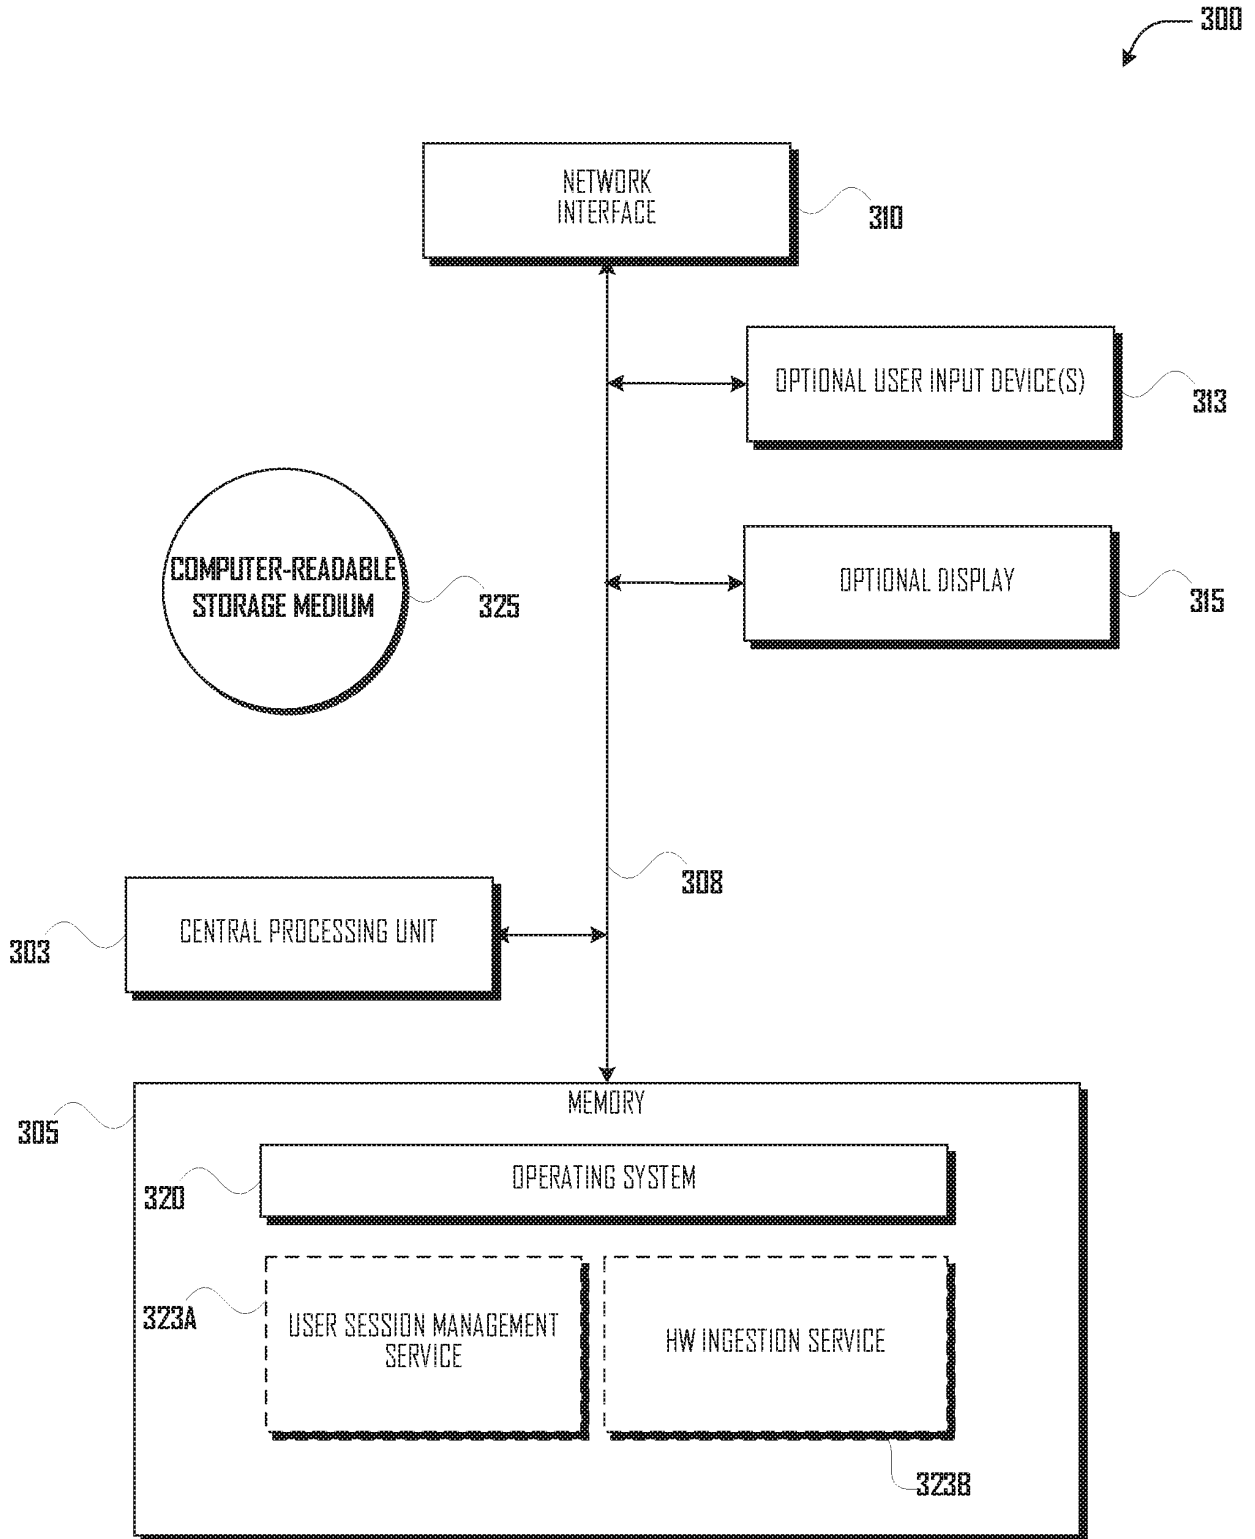 300
NETWORK
INTERFACE
310
OPTIONAL USER INPUT DEVICE(S)
313
COMPUTER-READABLE
STORAGE MEDIUM
325
OPTIONAL DISPLAY
315
308
CENTRAL PROCESSING UNIT
303
MEMORY
305
OPERATING SYSTEM
320
USER SESSION MANAGEMENT
SERVICE
323A
HW INGESTION SERVICE
323B